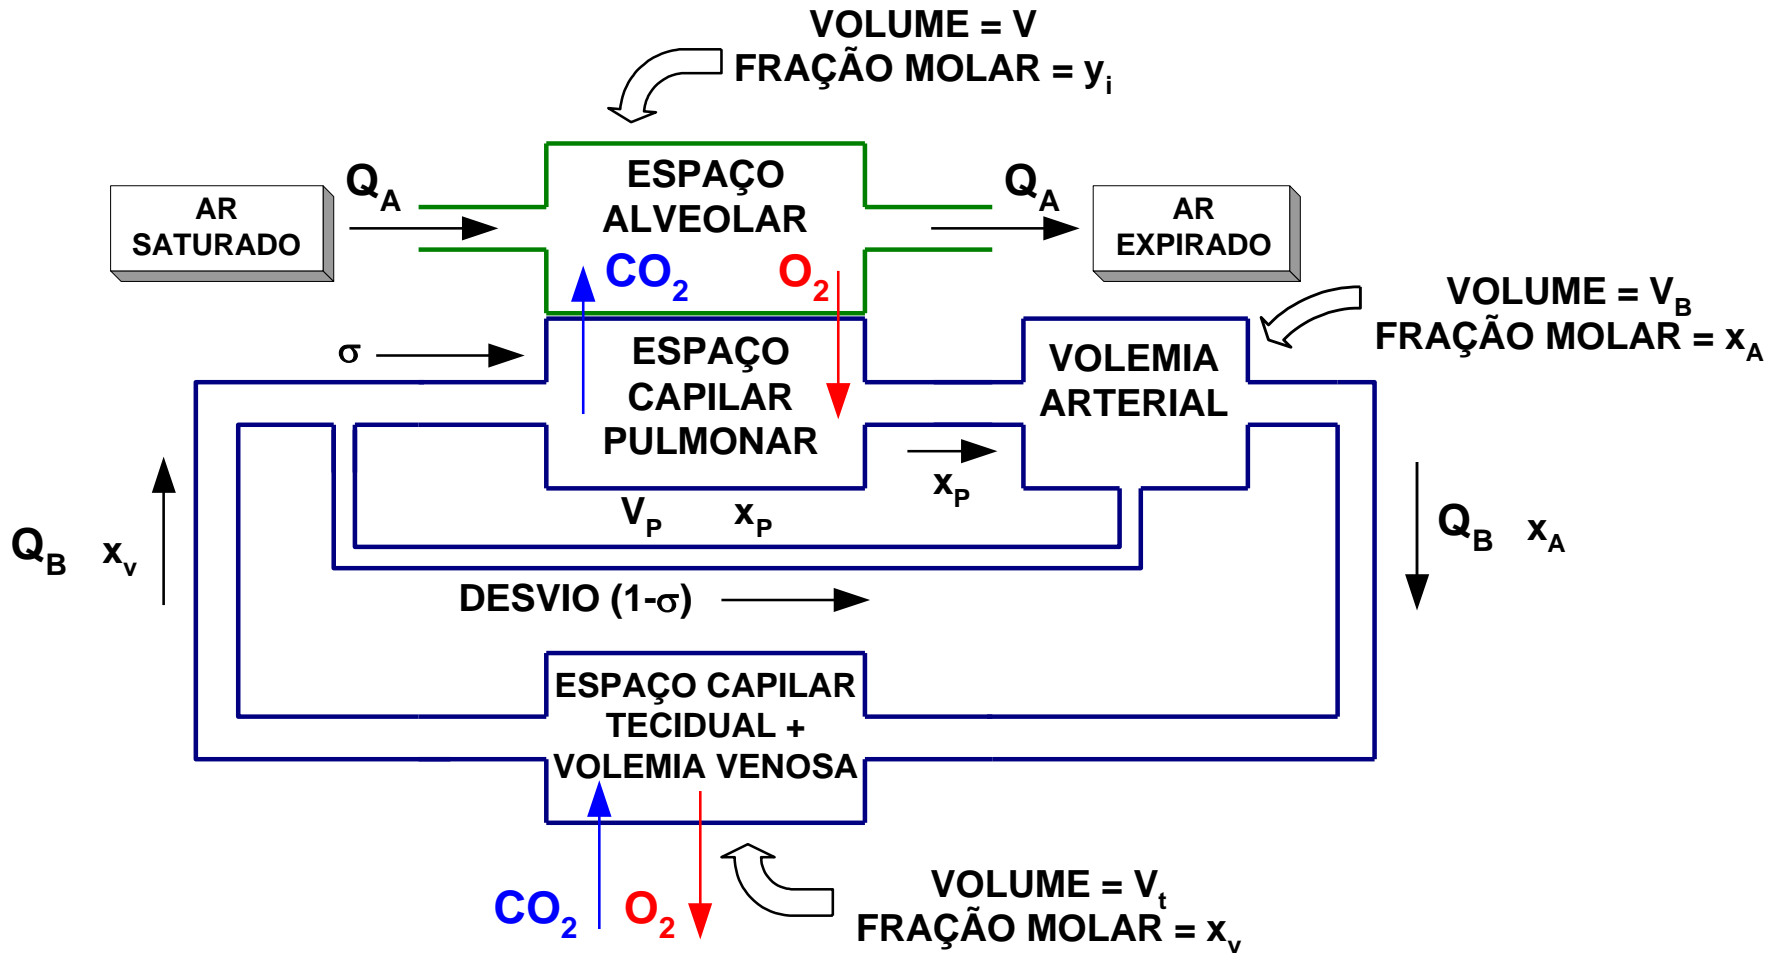 VOLUME = V
FRAÇÃO MOLAR = yi
AR
SATURADO
QA
ESPAÇO
ALVEOLAR
QA
AR
EXPIRADO
CO2
O2
VOLUME = VB
FRAÇÃO MOLAR = xA
σ
ESPAÇO
CAPILAR
PULMONAR
VOLEMIA
ARTERIAL
xP
VP xP
QB xv
QB xA
DESVIO (1-σ)
ESPAÇO CAPILAR
TECIDUAL +
VOLEMIA VENOSA
CO2 O2
VOLUME = Vt
FRAÇÃO MOLAR = xv